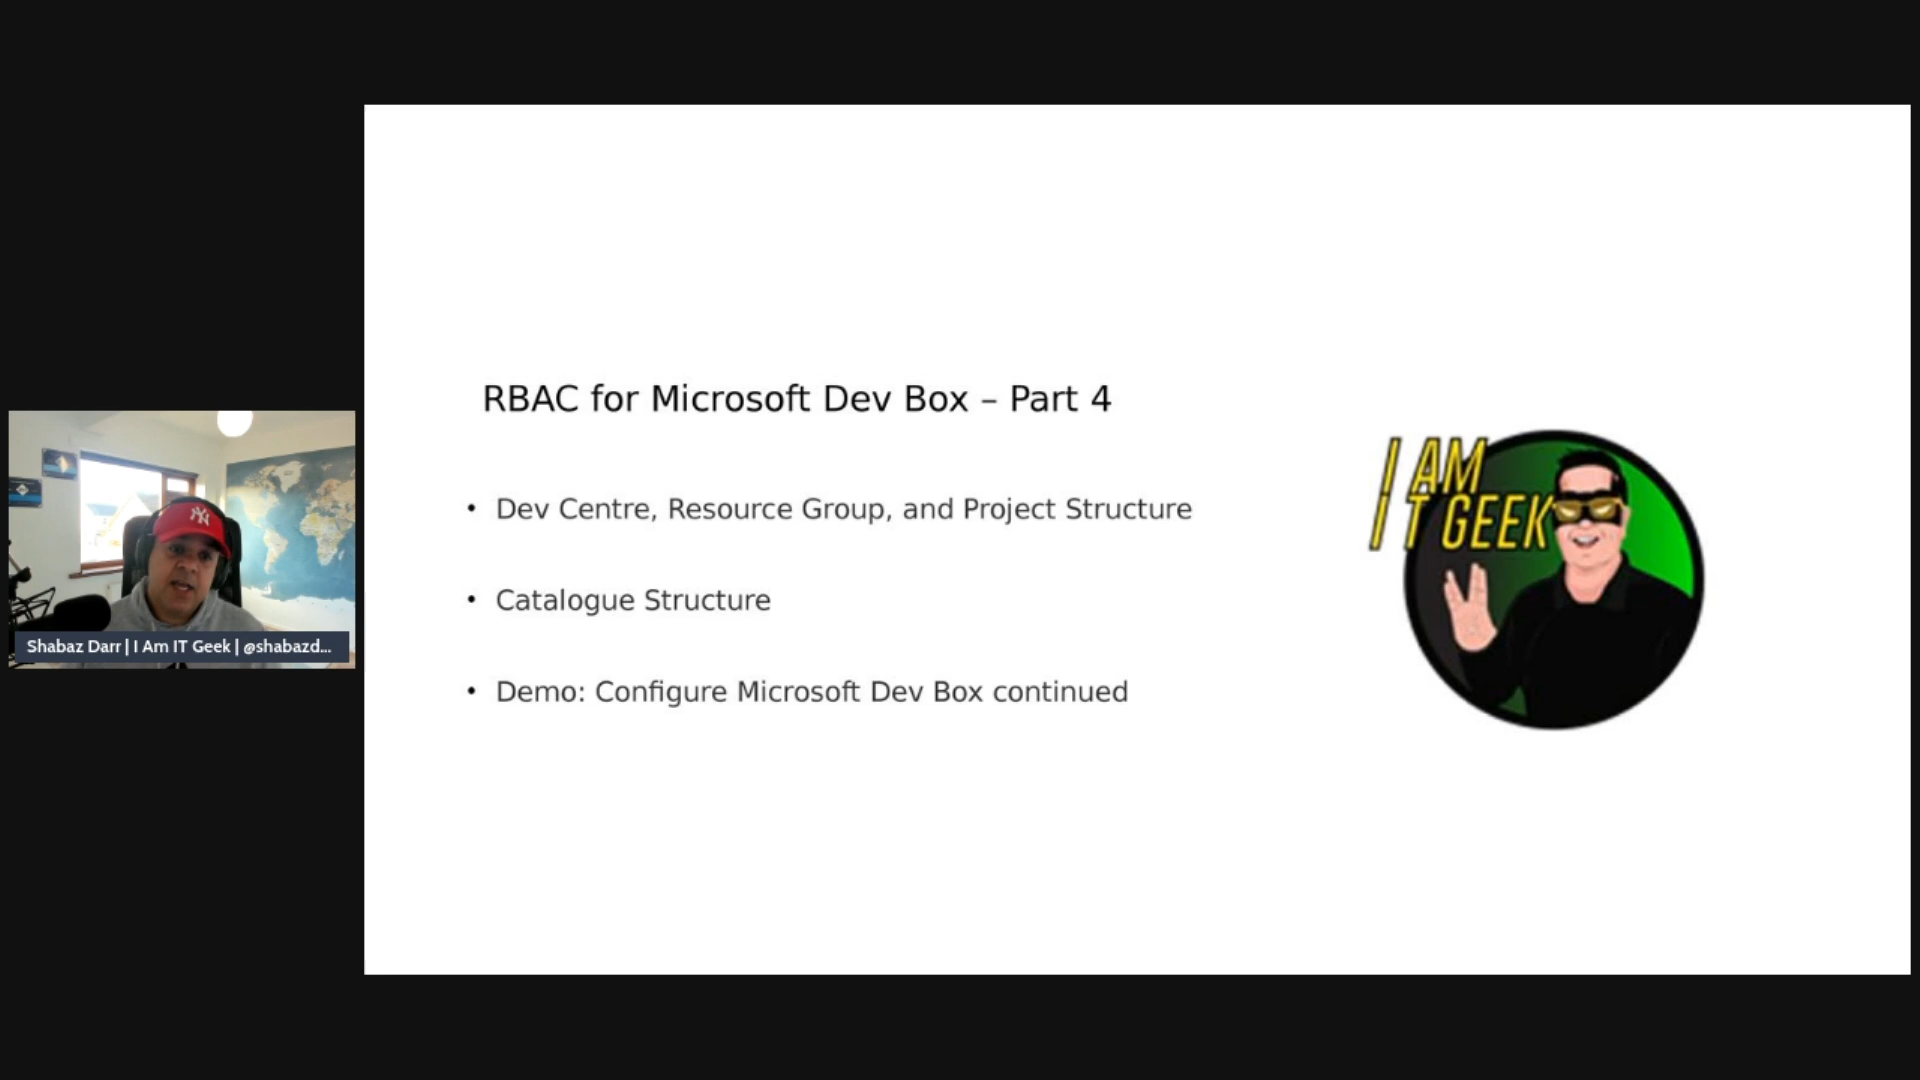 RBAC for Microsoft Dev Box – Part 4
• Dev Centre, Resource Group, and Project Structure
• Catalogue Structure
• Demo: Configure Microsoft Dev Box continued
I AM
IT GEEK
NY
Shabaz Darr | I Am IT Geek | @shabazd...